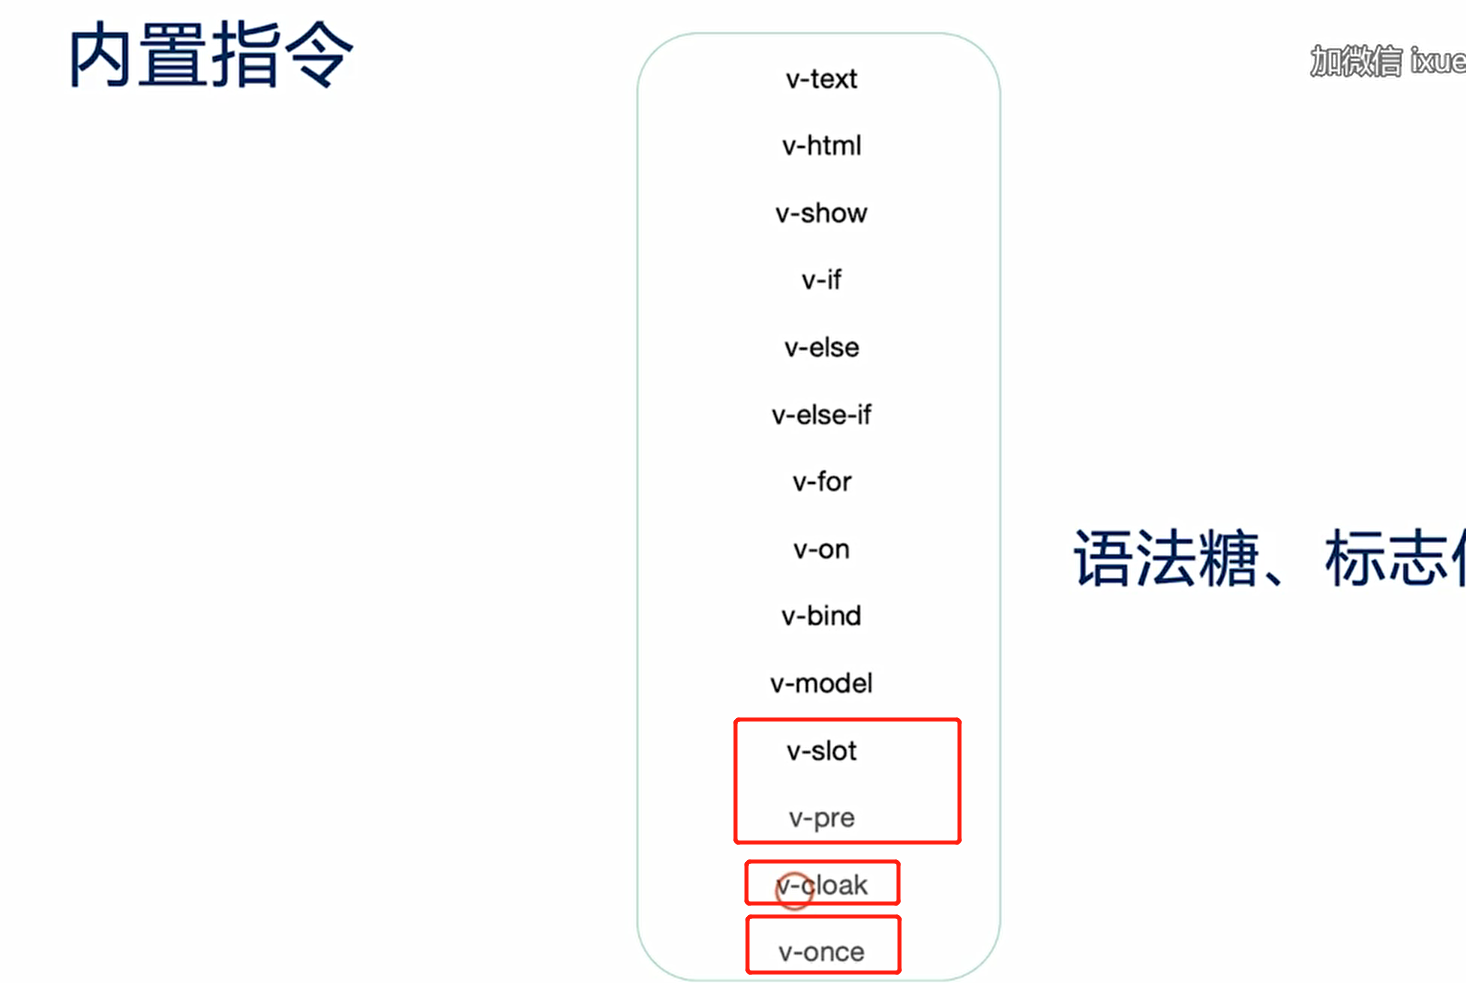 内置指令
加微信 ixue
v-text
v-html
v-show
v-if
v-else
v-else-if
v-for
v-on
v-bind
v-model
v-slot
v-pre
v-cloak
v-once
语法糖、标志